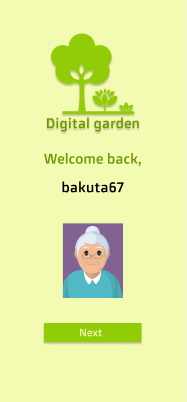 Digital garden
Welcome back,
bakuta67
Next